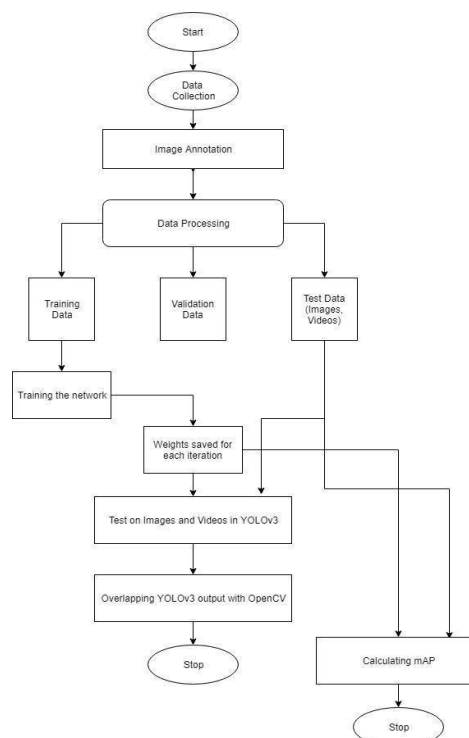 Start
Data
Collection
Image Annotation
Data Processing
Training
Data
Validation
Data
Test Data
(Images,
Videos)
Training the network
Weights saved for
each iteration
Test on Images and Videos in YOLOv3
Overlapping YOLOv3 output with OpenCV
Stop
Calculating mAP
Stop